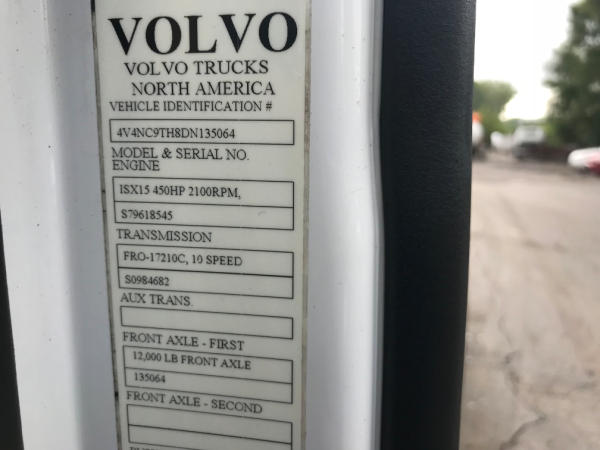 VOLVO
VOLVO TRUCKS
NORTH AMERICA
VEHICLE IDENTIFICATION #
4V4NC9TH8DN135064
MODEL & SERIAL NO.
ENGINE
ISX15 450HP 2100RPM,
S79618545
TRANSMISSION
FRO-17210C, 10 SPEED
S0984682
AUX TRANS.
FRONT AXLE - FIRST
12,000 LB FRONT AXLE
135064
FRONT AXLE - SECOND